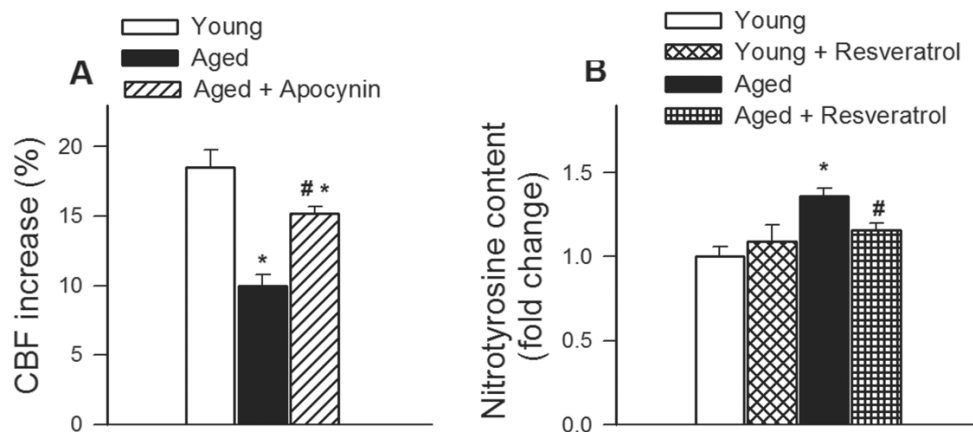 A
Young
Aged
Aged + Apocynin
CBF increase (%)
20
15
10
5
0
*
# *
B
Young
Young + Resveratrol
Aged
Aged + Resveratrol
Nitrotyrosine content
(fold change)
1.5
1.0
0.5
0.0
*
#